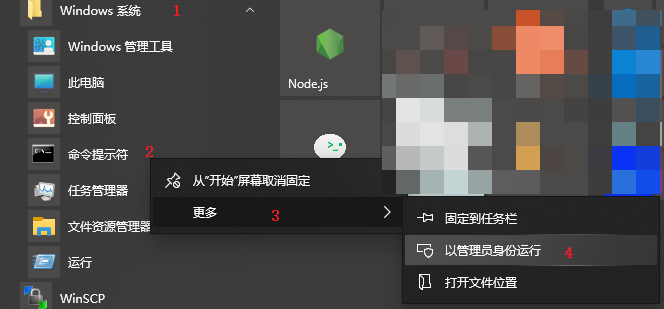 Windows 系统 1
Windows 管理工具
此电脑
Node.js
控制面板
命令提示符 2
从"开始"屏幕取消固定
任务管理器
更多 3
固定到任务栏
文件资源管理器
以管理员身份运行 4
运行
打开文件位置
WinSCP